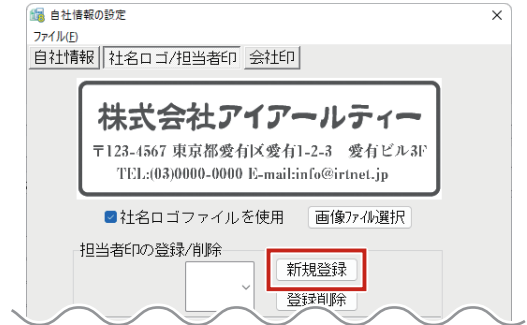 自社情報の設定
ファイル(F)
自社情報 社名ロゴ/担当者印 会社印
株式会社アイアールティー
〒123-4567 東京都愛有区愛有1-2-3 愛有ビル3F
TEL:(03)0000-0000 E-mail:info@irtnet.jp
社名ロゴファイルを使用 画像ファイル選択
担当者印の登録/削除
新規登録
登録削除